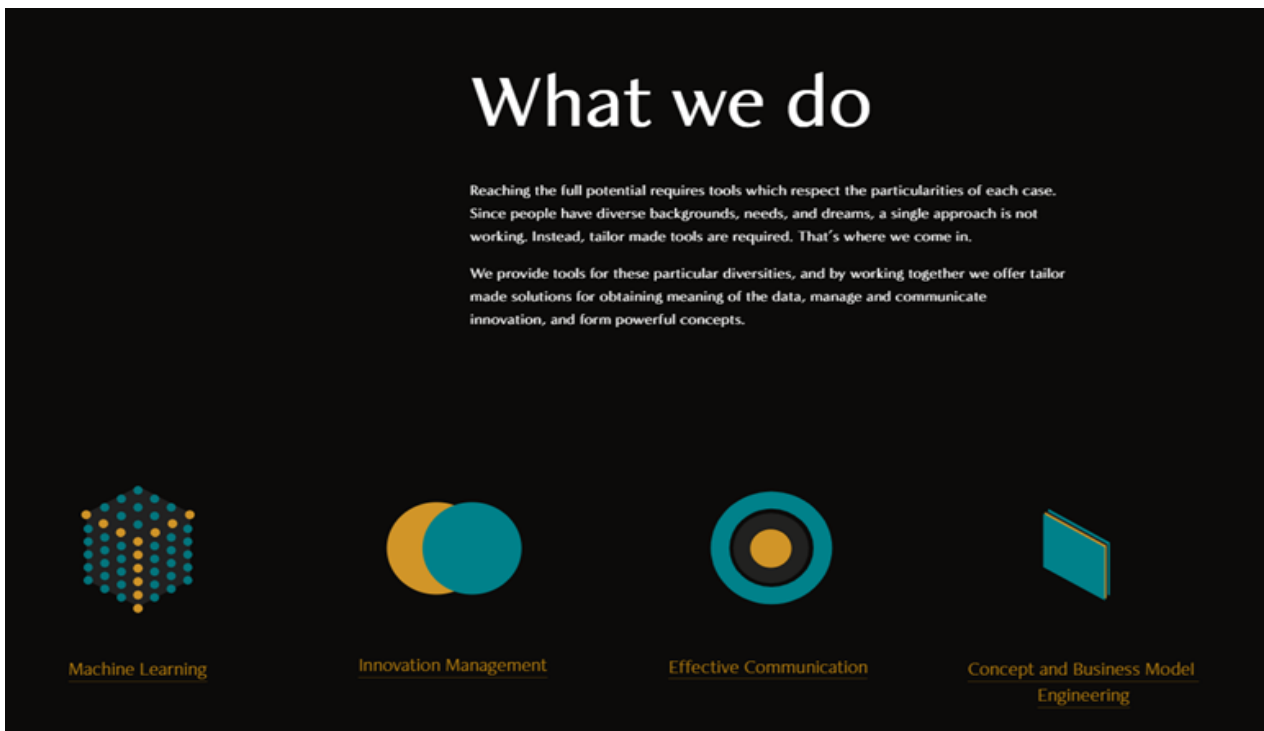 What we do
Reaching the full potential requires tools which respect the particularities of each case.
Since people have diverse backgrounds, needs, and dreams, a single approach is not
working. Instead, tailor made tools are required. That´s where we come in.
We provide tools for these particular diversities, and by working together we offer tailor
made solutions for obtaining meaning of the data, manage and communicate
innovation, and form powerful concepts.
Machine Learning
Innovation Management
Effective Communication
Concept and Business Model
Engineering